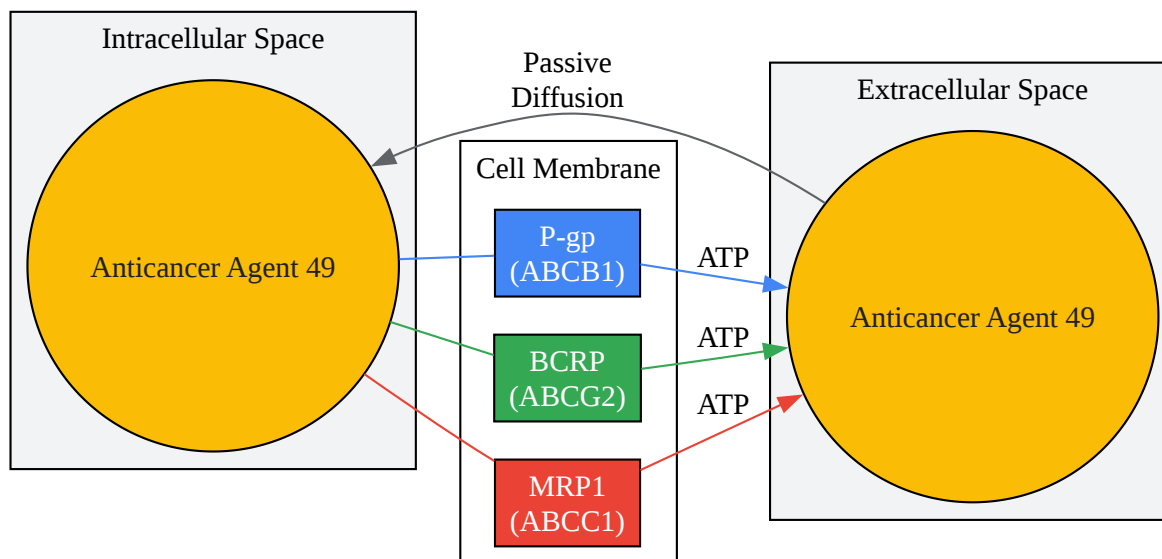 Intracellular Space
Anticancer Agent 49
Passive
Diffusion
Cell Membrane
P-gp
(ABCB1)
BCRP
(ABCG2)
MRP1
(ABCC1)
ATP
ATP
ATP
Extracellular Space
Anticancer Agent 49